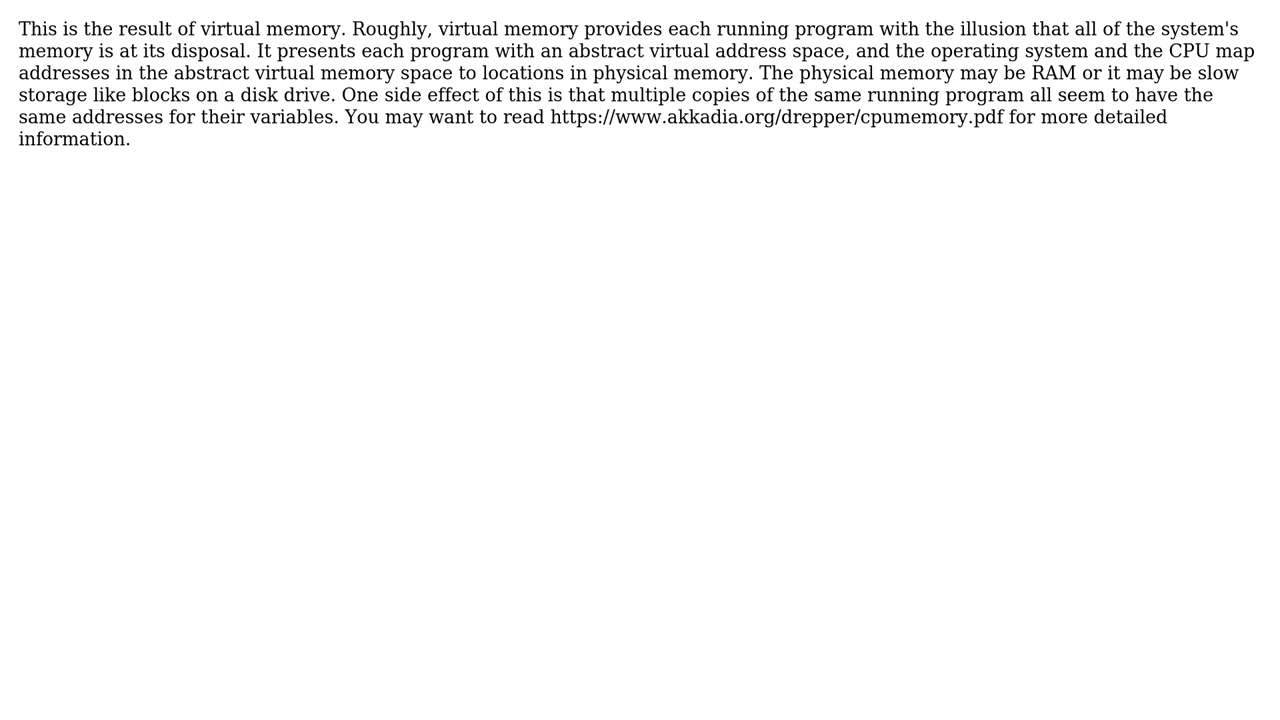 This is the result of virtual memory. Roughly, virtual memory provides each running program with the illusion that all of the system's
memory is at its disposal. It presents each program with an abstract virtual address space, and the operating system and the CPU map
addresses in the abstract virtual memory space to locations in physical memory. The physical memory may be RAM or it may be slow
storage like blocks on a disk drive. One side effect of this is that multiple copies of the same running program all seem to have the
same addresses for their variables. You may want to read https://www.akkadia.org/drepper/cpumemory.pdf for more detailed
information.